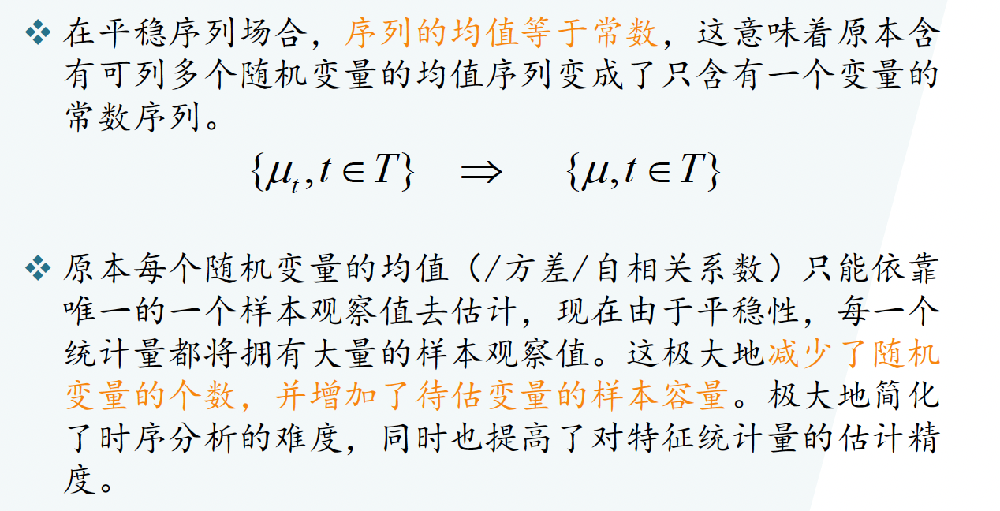 在平稳序列场合，序列的均值等于常数，这意味着原本含
有可列多个随机变量的均值序列变成了只含有一个变量的
常数序列。
{μₜ,t∈T} ⇒ {μ,t∈T}
原本每个随机变量的均值（/方差/自相关系数）只能依靠
唯一的一个样本观察值去估计，现在由于平稳性，每一个
统计量都将拥有大量的样本观察值。这极大地减少了随机
变量的个数，并增加了待估变量的样本容量。极大地简化
了时序分析的难度，同时也提高了对特征统计量的估计精
度。